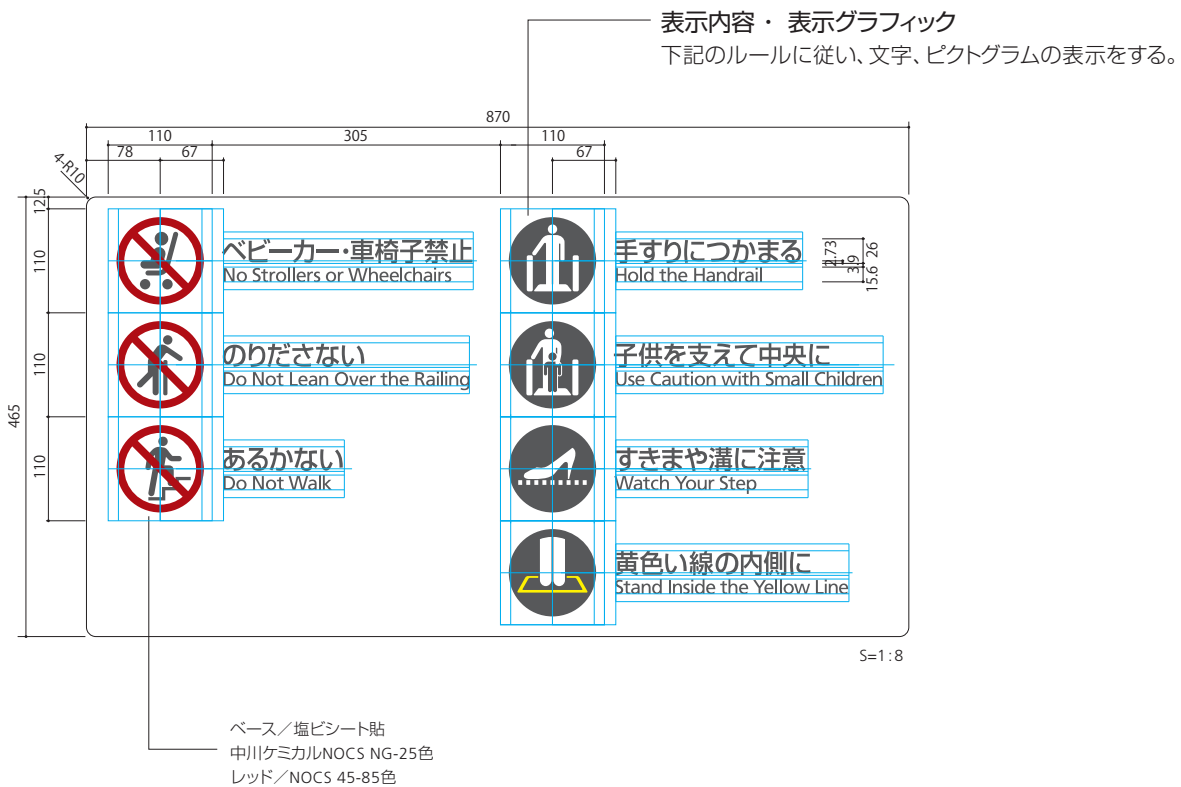 表示内容 ・ 表示グラフィック
下記のルールに従い、文字、ピクトグラムの表示をする。
870
110
305
110
78
67
67
4-R10
12.5
110
110
110
465
ベビーカー・車椅子禁止
No Strollers or Wheelchairs
のりださない
Do Not Lean Over the Railing
あるかない
Do Not Walk
手すりにつかまる
Hold the Handrail
子供を支えて中央に
Use Caution with Small Children
すきまや溝に注意
Watch Your Step
黄色い線の内側に
Stand Inside the Yellow Line
2.73
3.9
26
15.6
S=1:8
ベース／塩ビシート貼
中川ケミカルNOCS NG-25色
レッド／NOCS 45-85色